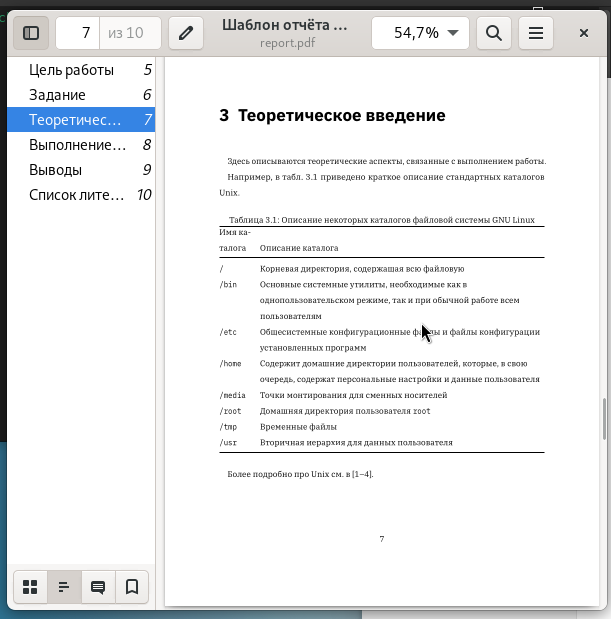 7
из 10
Шаблон отчёта ...
report.pdf
54,7%
Цель работы 5
Задание 6
Теоретичес... 7
Выполнение... 8
Выводы 9
Список лите... 10
3 Теоретическое введение
Здесь описываются теоретические аспекты, связанные с выполнением работы.
Например, в табл. 3.1 приведено краткое описание стандартных каталогов
Unix.
Таблица 3.1: Описание некоторых каталогов файловой системы GNU Linux
Имя ка-
талога Описание каталога
/ Корневая директория, содержащая всю файловую
/bin Основные системные утилиты, необходимые как в
однопользовательском режиме, так и при обычной работе всем
пользователям
/etc Общесистемные конфигурационные файлы и файлы конфигурации
установленных программ
/home Содержит домашние директории пользователей, которые, в свою
очередь, содержат персональные настройки и данные пользователя
/media Точки монтирования для сменных носителей
/root Домашняя директория пользователя root
/tmp Временные файлы
/usr Вторичная иерархия для данных пользователя
Более подробно про Unix см. в [1–4].
7